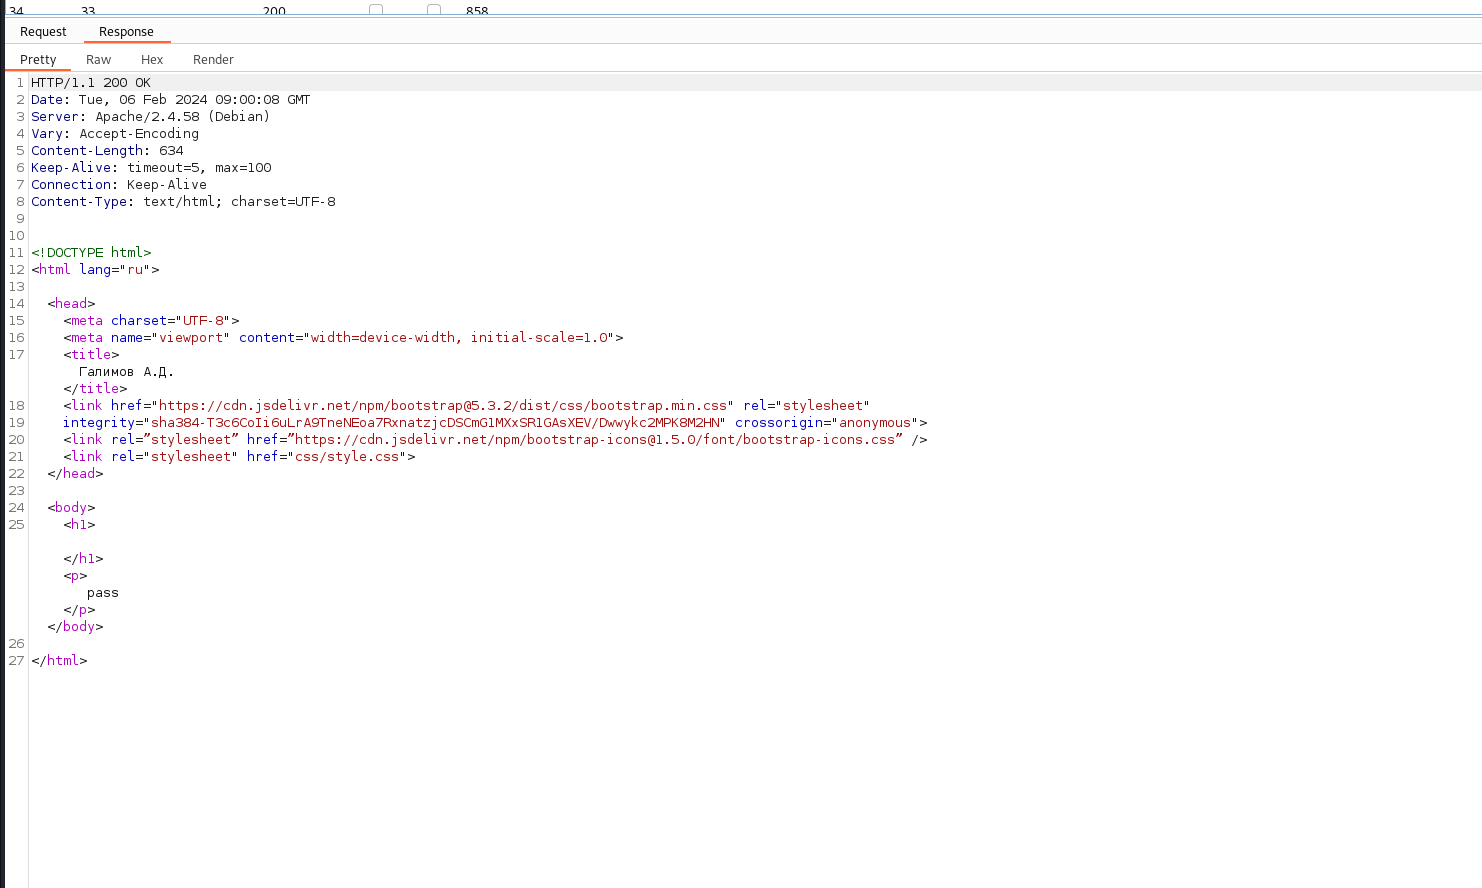 34 33 200 858
Request Response
Pretty Raw Hex Render
1 HTTP/1.1 200 OK
2 Date: Tue, 06 Feb 2024 09:00:08 GMT
3 Server: Apache/2.4.58 (Debian)
4 Vary: Accept-Encoding
5 Content-Length: 634
6 Keep-Alive: timeout=5, max=100
7 Connection: Keep-Alive
8 Content-Type: text/html; charset=UTF-8
9
10
11 <!DOCTYPE html>
12 <html lang="ru">
13
14 <head>
15 <meta charset="UTF-8">
16 <meta name="viewport" content="width=device-width, initial-scale=1.0">
17 <title>
Галимов А.Д.
</title>
18 <link href="https://cdn.jsdelivr.net/npm/bootstrap@5.3.2/dist/css/bootstrap.min.css" rel="stylesheet"
19 integrity="sha384-T3c6CoIi6uLrA9TneNEoa7RxnatzjcDSCmG1MXxSR1GAsXEV/Dwwykc2MPK8M2HN" crossorigin="anonymous">
20 <link rel=”stylesheet” href=”https://cdn.jsdelivr.net/npm/bootstrap-icons@1.5.0/font/bootstrap-icons.css” />
21 <link rel="stylesheet" href="css/style.css">
22 </head>
23
24 <body>
25 <h1>
</h1>
<p>
pass
</p>
</body>
26
27 </html>